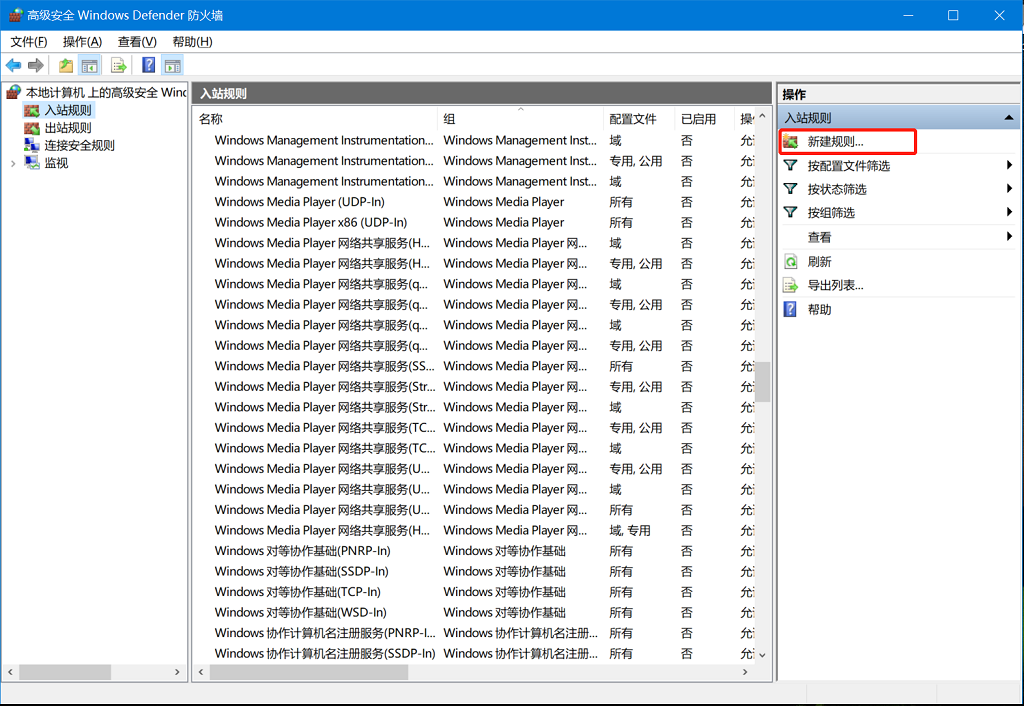 高级安全 Windows Defender 防火墙
文件(F) 操作(A) 查看(V) 帮助(H)
本地计算机 上的高级安全 Wind
入站规则
出站规则
连接安全规则
监视
入站规则
名称 组 配置文件 已启用 操作
Windows Management Instrumentation... Windows Management Inst... 域 否 允
Windows Management Instrumentation... Windows Management Inst... 专用, 公用 否 允
Windows Management Instrumentation... Windows Management Inst... 域 否 允
Windows Media Player (UDP-In) Windows Media Player 所有 否 允
Windows Media Player x86 (UDP-In) Windows Media Player 所有 否 允
Windows Media Player 网络共享服务(H... Windows Media Player 网... 域 否 允
Windows Media Player 网络共享服务(H... Windows Media Player 网... 专用, 公用 否 允
Windows Media Player 网络共享服务(q... Windows Media Player 网... 域 否 允
Windows Media Player 网络共享服务(q... Windows Media Player 网... 专用, 公用 否 允
Windows Media Player 网络共享服务(q... Windows Media Player 网... 域 否 允
Windows Media Player 网络共享服务(q... Windows Media Player 网... 专用, 公用 否 允
Windows Media Player 网络共享服务(SS... Windows Media Player 网... 所有 否 允
Windows Media Player 网络共享服务(Str... Windows Media Player 网... 专用, 公用 否 允
Windows Media Player 网络共享服务(Str... Windows Media Player 网... 域 否 允
Windows Media Player 网络共享服务(TC... Windows Media Player 网... 专用, 公用 否 允
Windows Media Player 网络共享服务(TC... Windows Media Player 网... 域 否 允
Windows Media Player 网络共享服务(U... Windows Media Player 网... 专用, 公用 否 允
Windows Media Player 网络共享服务(U... Windows Media Player 网... 域 否 允
Windows Media Player 网络共享服务(U... Windows Media Player 网... 所有 否 允
Windows Media Player 网络共享服务(H... Windows Media Player 网... 域, 专用 否 允
Windows 对等协作基础(PNRP-In) Windows 对等协作基础 所有 否 允
Windows 对等协作基础(SSDP-In) Windows 对等协作基础 所有 否 允
Windows 对等协作基础(TCP-In) Windows 对等协作基础 所有 否 允
Windows 对等协作基础(WSD-In) Windows 对等协作基础 所有 否 允
Windows 协作计算机名注册服务(PNRP-I... Windows 协作计算机名注册... 所有 否 允
Windows 协作计算机名注册服务(SSDP-In) Windows 协作计算机名注册... 所有 否 允
操作
入站规则
新建规则...
按配置文件筛选
按状态筛选
按组筛选
查看
刷新
导出列表...
帮助